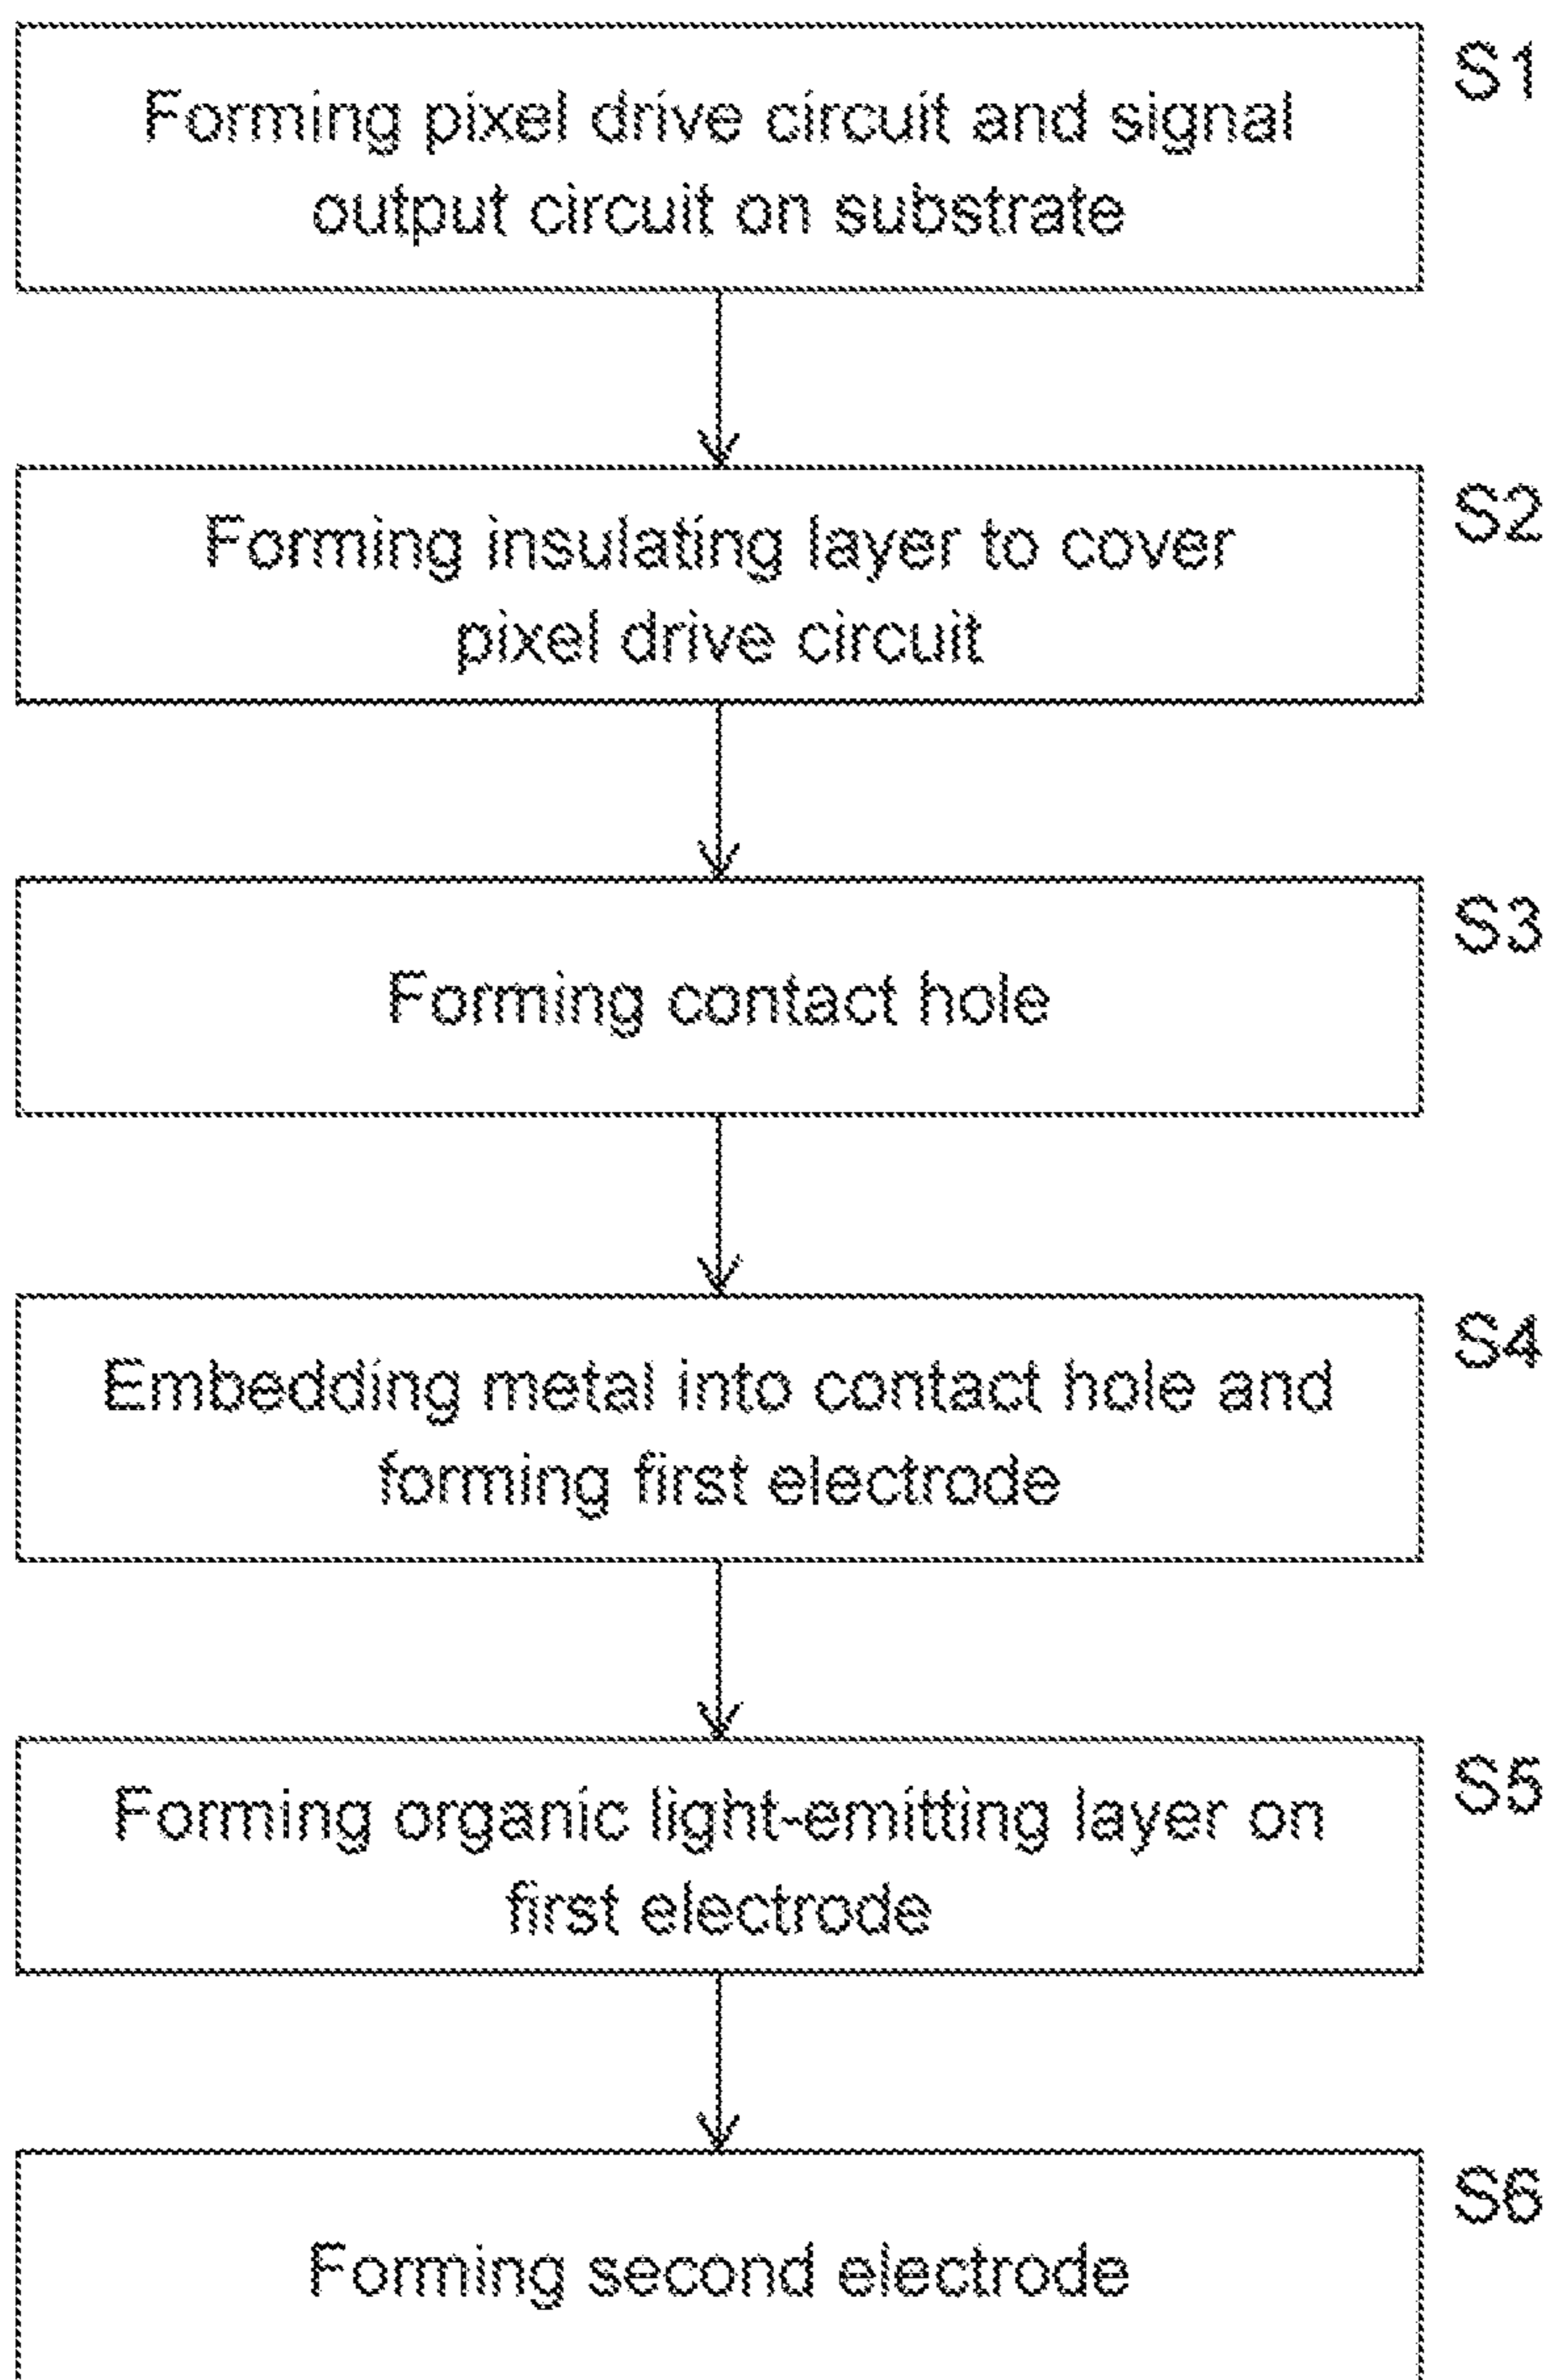 S1
Forming pixel drive circuit and signal
output circuit on substrate
S2
Forming insulating layer to cover
pixel drive circuit
S3
Forming contact hole
S4
Embedding metal into contact hole and
forming first electrode
S5
Forming organic light-emitting layer on
first electrode
S6
Forming second electrode